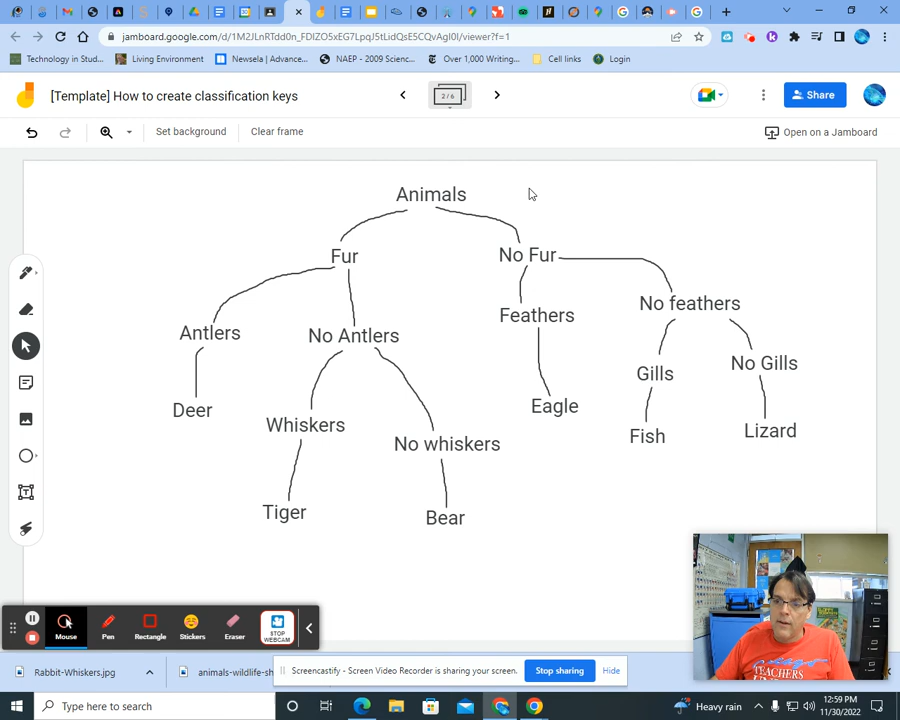 jamboard.google.com/d/1M2JLnRTdd0n_FDIZO5xEG7LpqJ5tLidQsE5CQvAgI0I/viewer?f=1
Technology in Stud...
Living Environment
Newsela | Advance...
NAEP - 2009 Scienc...
Over 1,000 Writing...
Cell links
Login
[Template] How to create classification keys
2/6
Share
Set background
Clear frame
Open on a Jamboard
Animals
Fur
No Fur
Antlers
No Antlers
Feathers
No feathers
Deer
Whiskers
No whiskers
Eagle
Gills
No Gills
Fish
Lizard
Tiger
Bear
Mouse
Pen
Rectangle
Stickers
Eraser
STOP
WEBCAM
Rabbit-Whiskers.jpg
animals-wildlife-sh
Screencastify - Screen Video Recorder is sharing your screen.
Stop sharing
Hide
TEACHERS
Type here to search
Heavy rain
12:59 PM
11/30/2022